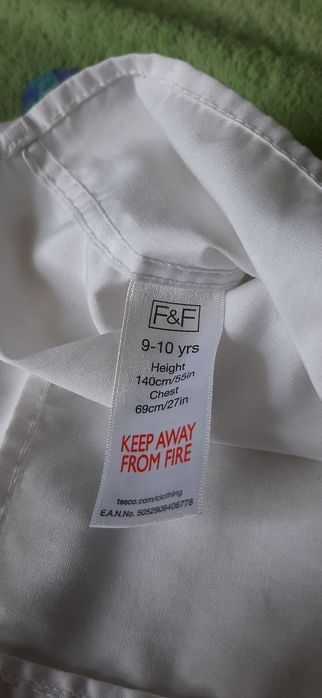 F&F
9-10 yrs
Height
140cm/55in
Chest
69cm/27in
KEEP AWAY
FROM FIRE
tesco.com/clothing
E.A.N.No. 5052909406778